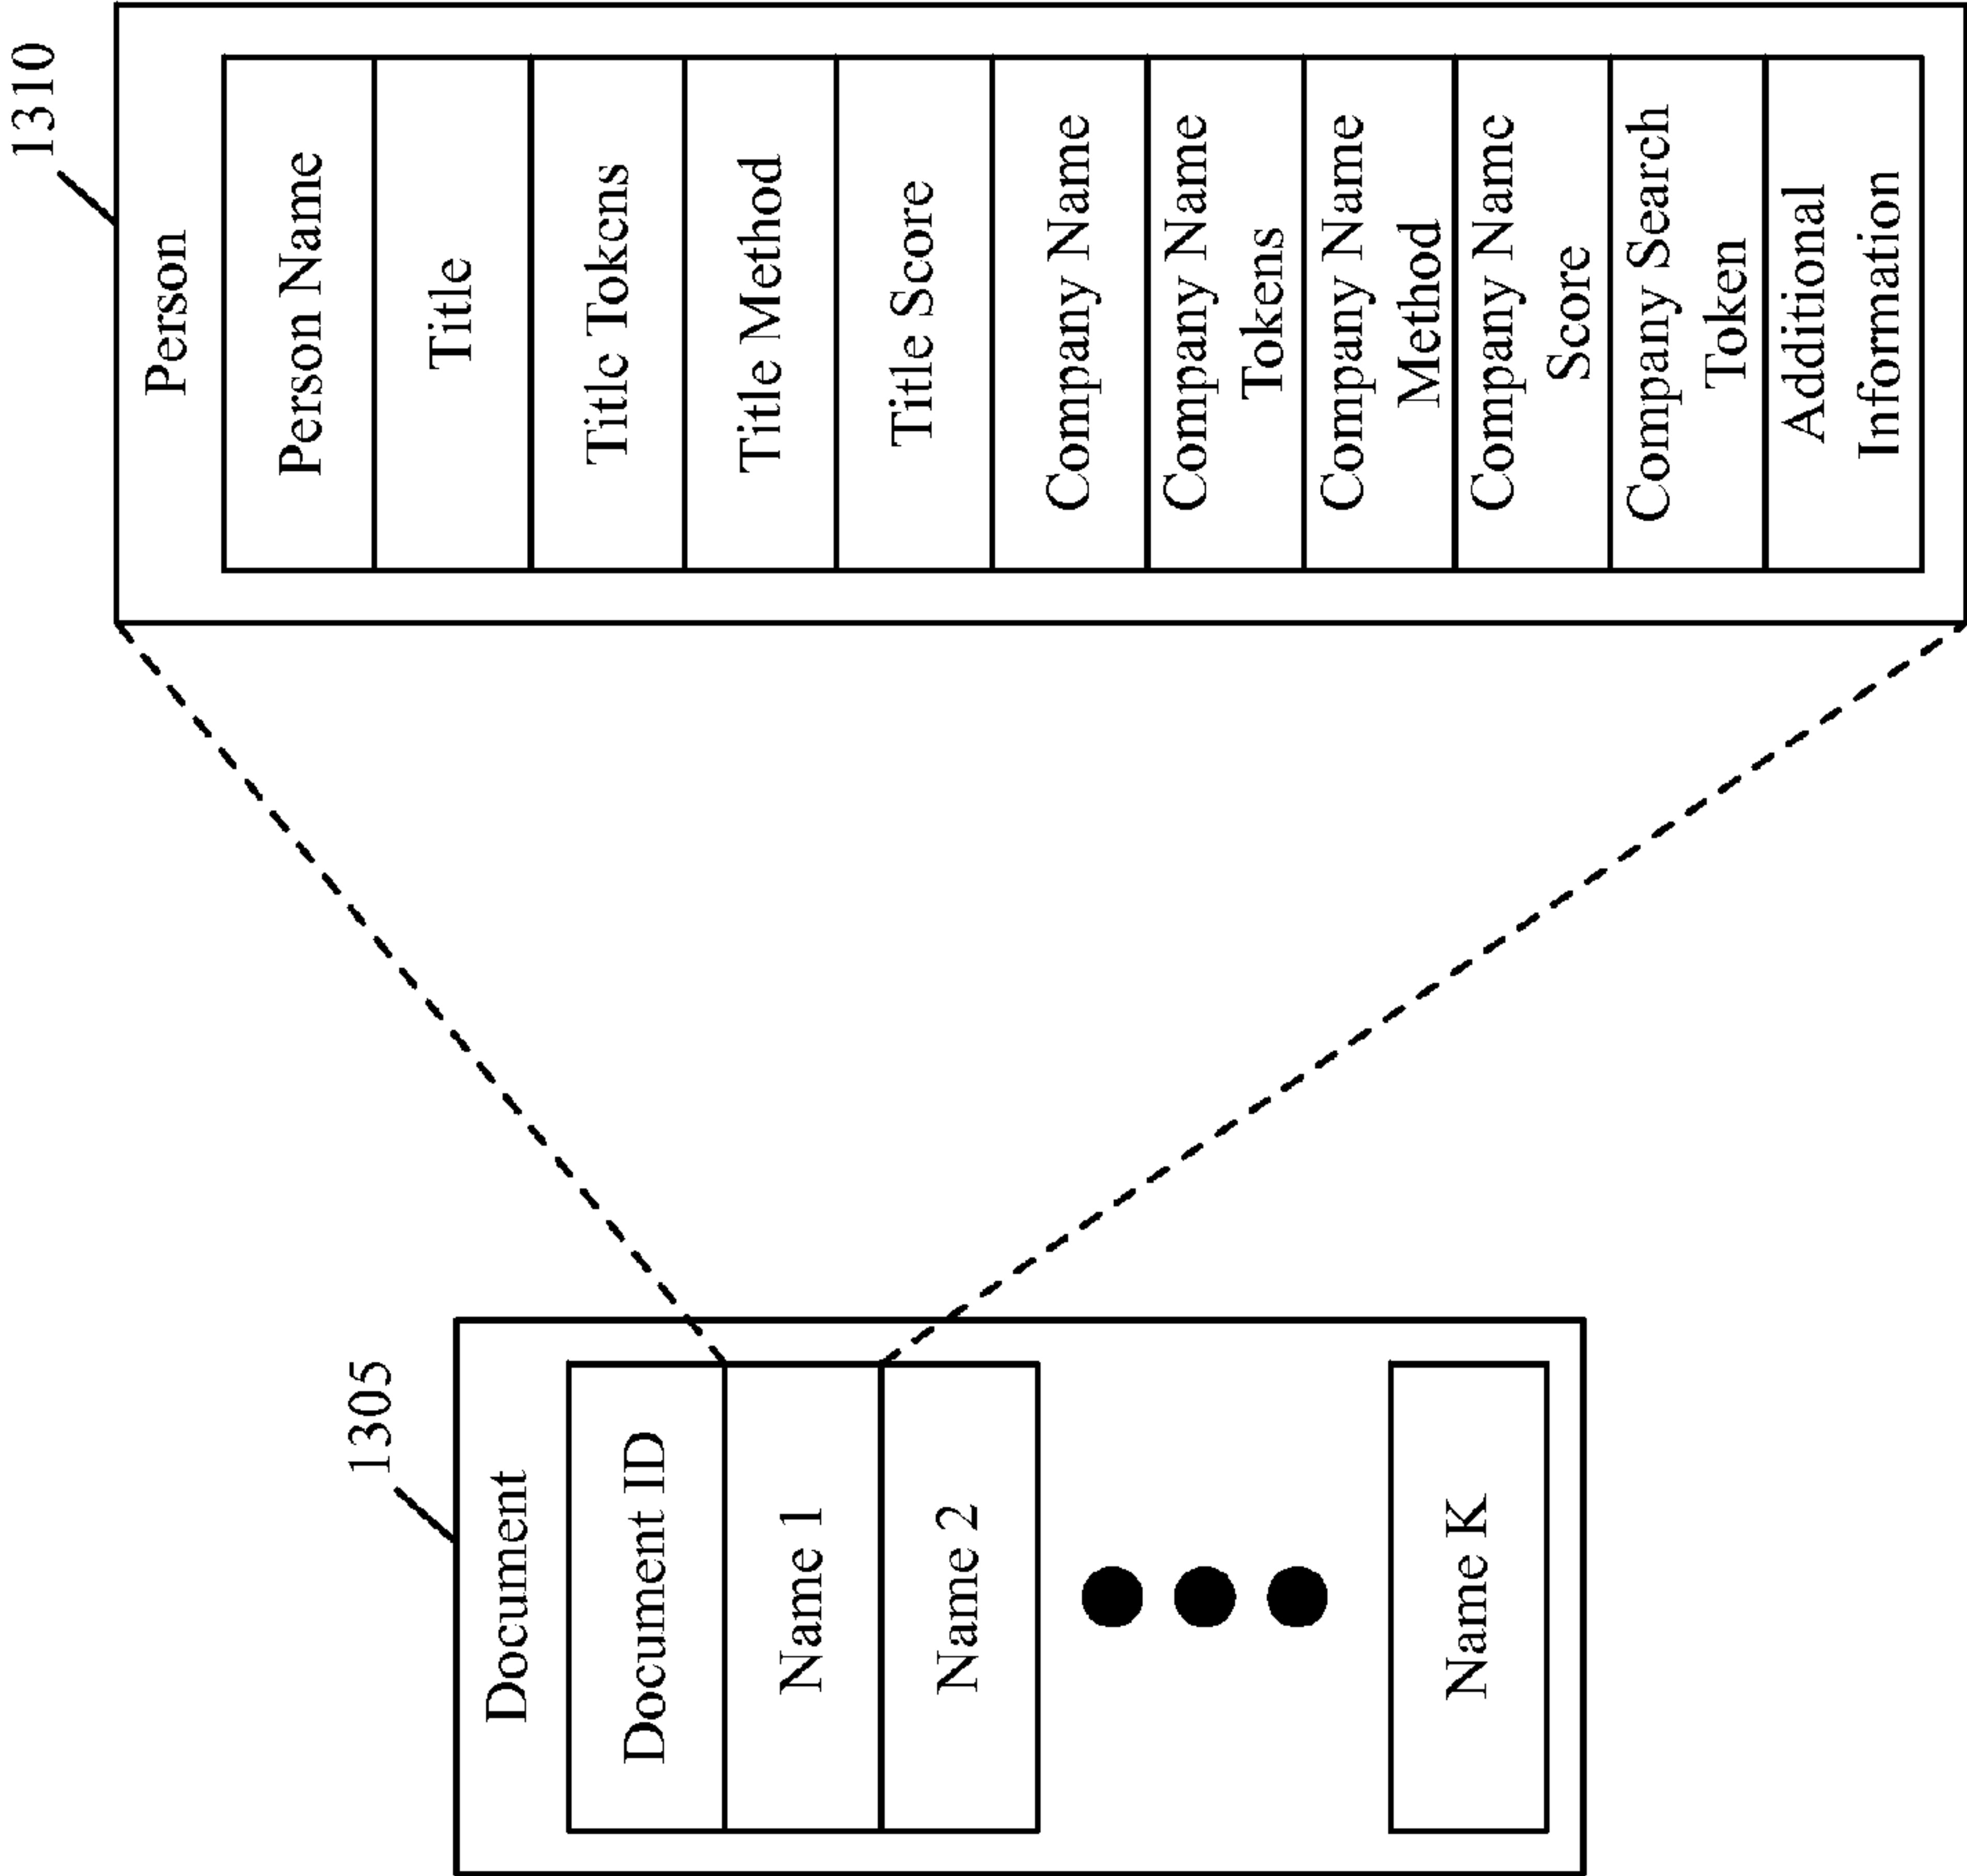 1305
Document
Document ID
Name 1
Name 2
Name K
1310
Person
Person Name
Title
Title Tokens
Title Method
Title Score
Company Name
Company Name
Tokens
Company Name
Method
Company Name
Score
Company Search
Token
Additional
Information